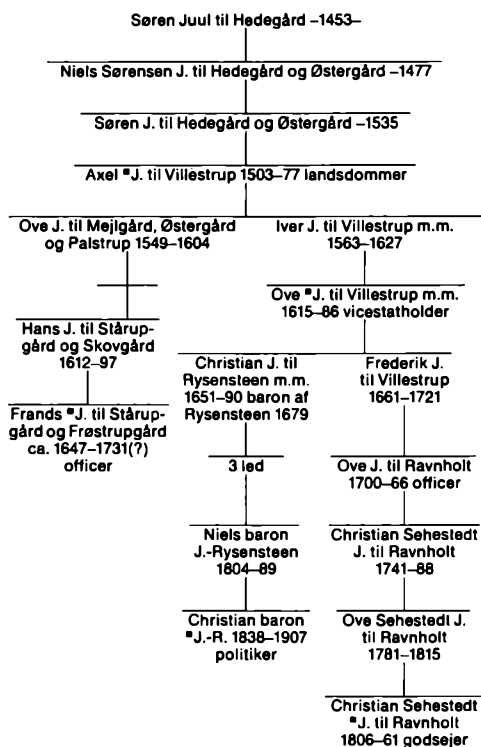 Søren Juul til Hedegård –1453–
Niels Sørensen J. til Hedegård og Østergård –1477
Søren J. til Hedegård og Østergård –1535
Axel ■J. til Villestrup 1503–77 landsdommer
Ove J. til Mejlgård, Østergård
og Palstrup 1549–1604
Iver J. til Villestrup m.m.
1563–1627
Ove ■J. til Villestrup m.m.
1615–86 vicestatholder
Hans J. til Stårup-
gård og Skovgård
1612–97
Christian J. til
Rysensteen m.m.
1651–90 baron af
Rysensteen 1679
Frederik J.
til Villestrup
1661–1721
Frands ■J. til Stårup-
gård og Frøstrupgård
ca. 1647–1731(?)
officer
3 led
Ove J. til Ravnholt
1700–66 officer
Niels baron
J.-Rysensteen
1804–89
Christian Sehestedt
J. til Ravnholt
1741–88
Christian baron
■J.-R. 1838–1907
politiker
Ove Sehestedt J.
til Ravnholt
1781–1815
Christian Sehestedt
■J. til Ravnholt
1806–61 godsejer